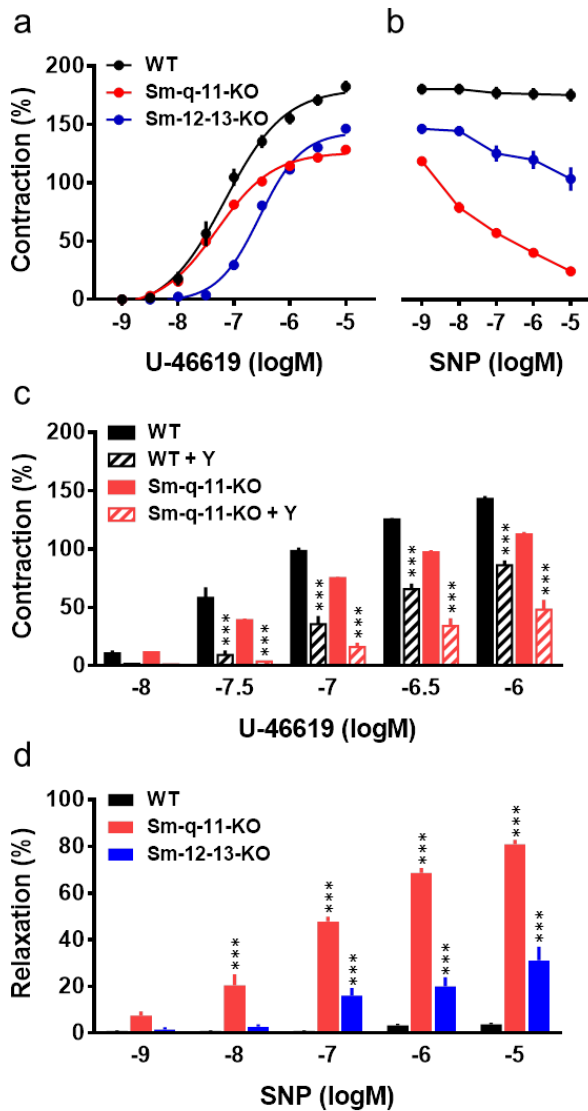 a
b
WT
Sm-q-11-KO
Sm-12-13-KO
Contraction (%)
200
150
100
50
0
-9 -8 -7 -6 -5
U-46619 (logM)
-9 -8 -7 -6 -5
SNP (logM)
c
WT
WT + Y
Sm-q-11-KO
Sm-q-11-KO + Y
Contraction (%)
200
150
100
50
0
*** *** *** *** *** *** *** ***
-8 -7.5 -7 -6.5 -6
U-46619 (logM)
d
WT
Sm-q-11-KO
Sm-12-13-KO
Relaxation (%)
100
80
60
40
20
0
*** *** *** *** *** *** ***
-9 -8 -7 -6 -5
SNP (logM)